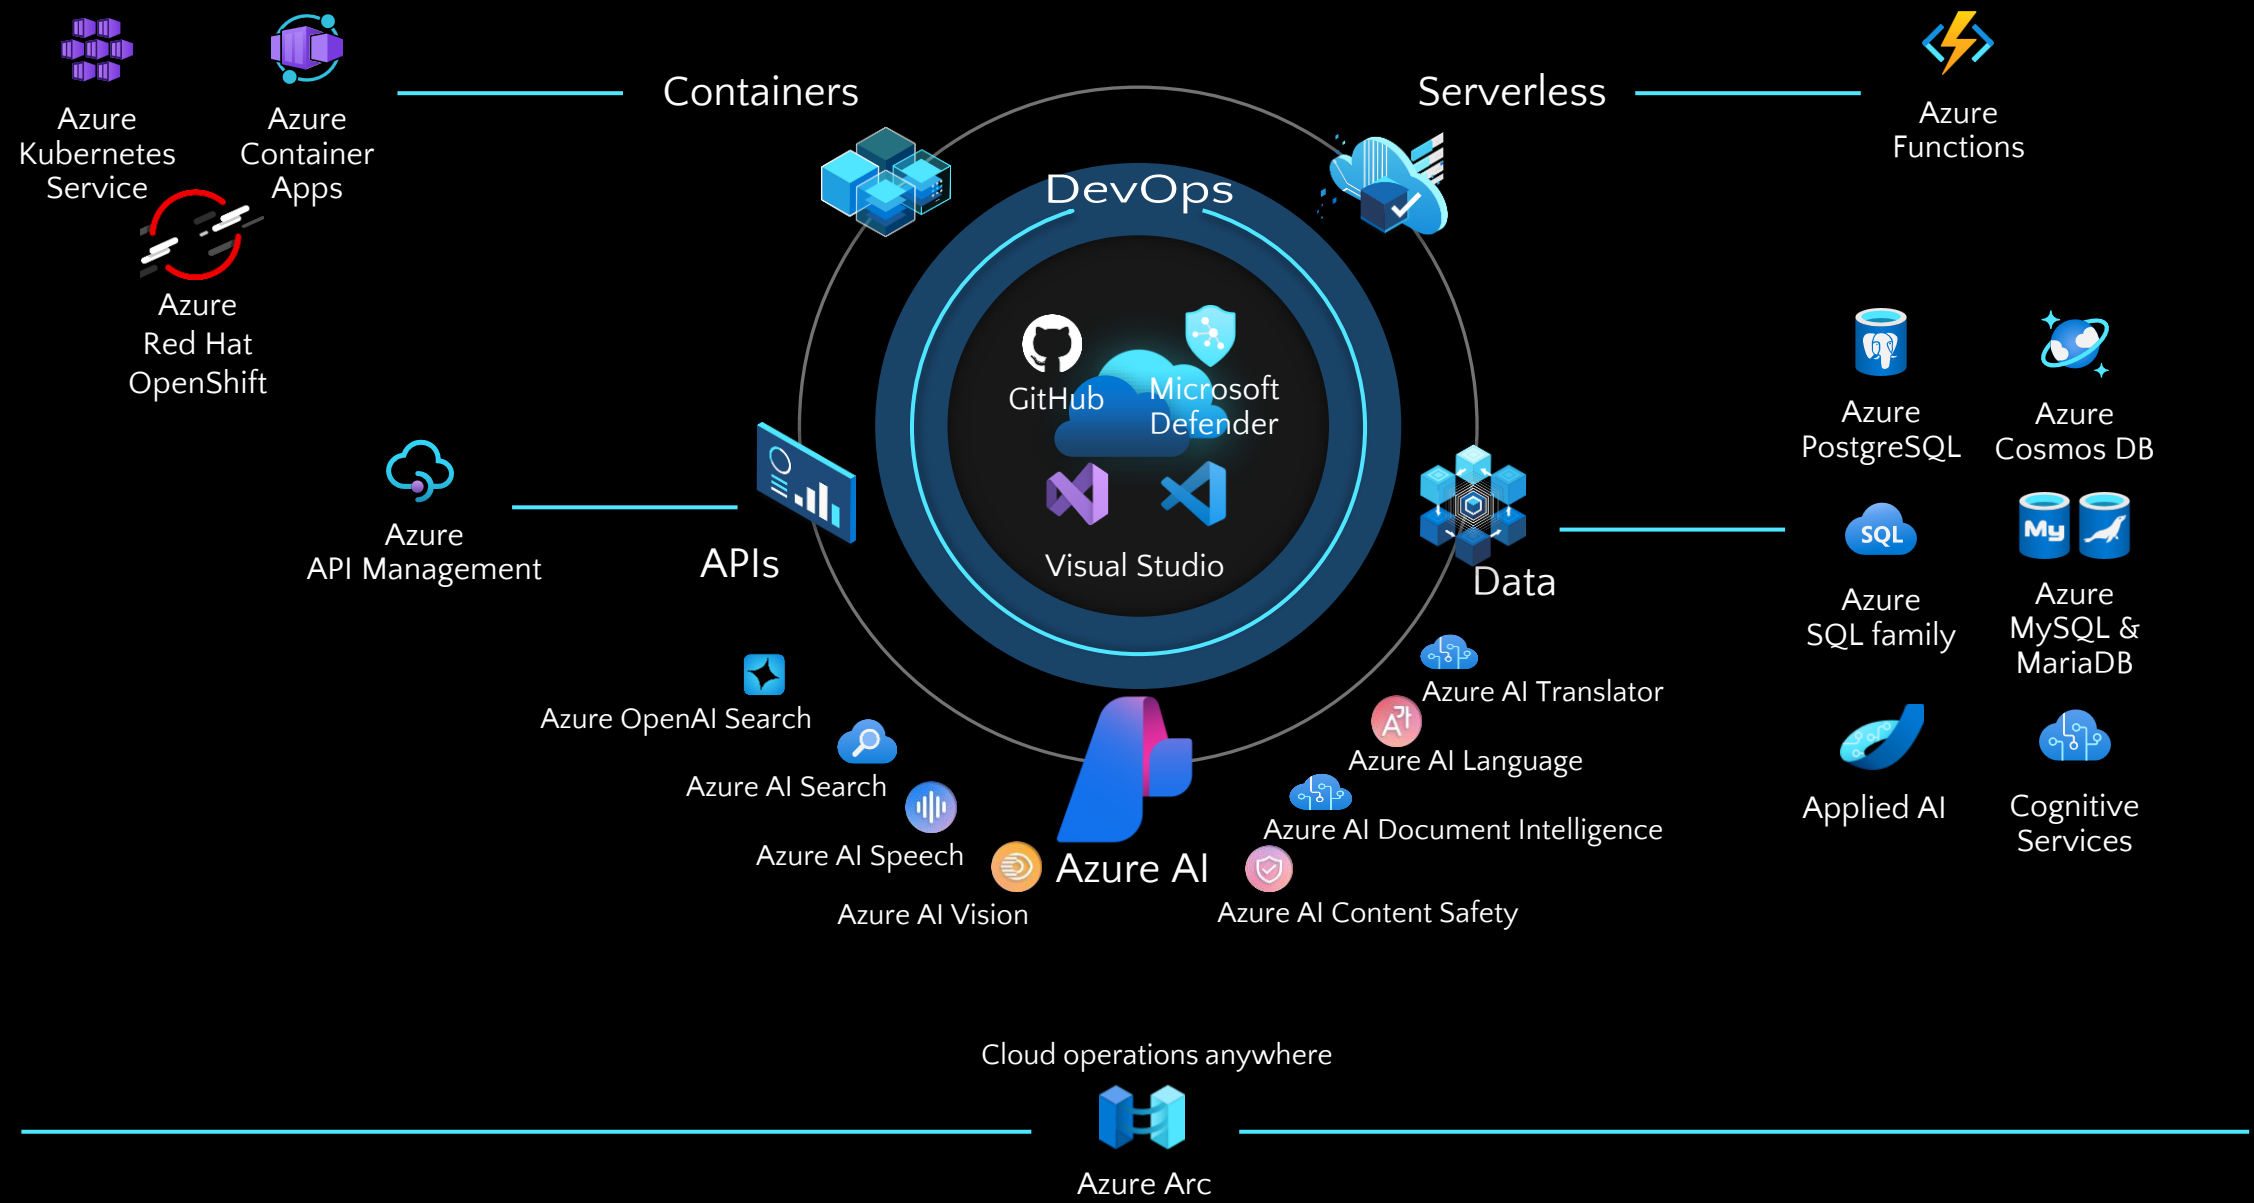 Azure
Kubernetes
Service
Azure
Container
Apps
Azure
Red Hat
OpenShift
Containers
Serverless
Azure
Functions
DevOps
GitHub
Microsoft
Defender
Visual Studio
Azure
API Management
APIs
Data
Azure
PostgreSQL
Azure
Cosmos DB
SQL
Azure
SQL family
My
Azure
MySQL &
MariaDB
Applied AI
Cognitive
Services
Azure OpenAI Search
Azure AI Search
Azure AI Speech
Azure AI Vision
Azure AI
Azure AI Translator
A가
Azure AI Language
Azure AI Document Intelligence
Azure AI Content Safety
Cloud operations anywhere
Azure Arc